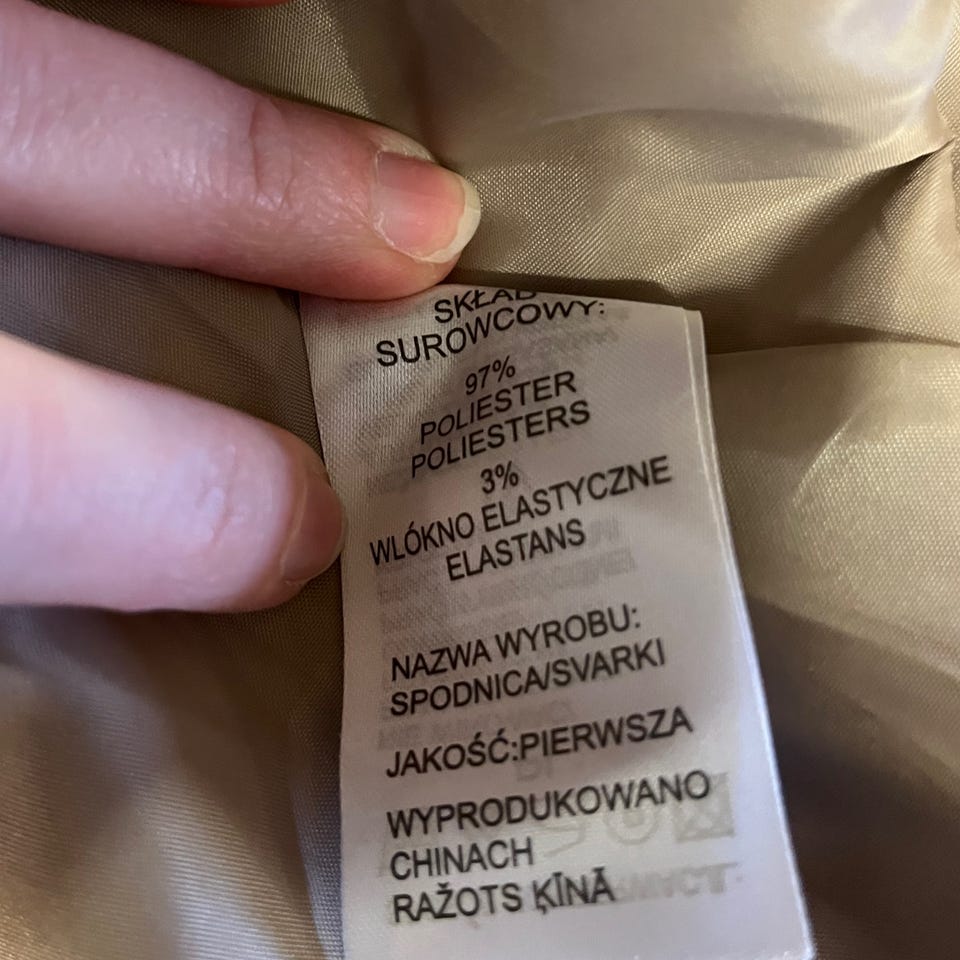 SKŁAD
SUROWCOWY:
97%
POLIESTER
POLIESTERS
3%
WLÓKNO ELASTYCZNE
ELASTANS
NAZWA WYROBU:
SPODNICA/SVARKI
JAKOŚĆ:PIERWSZA
WYPRODUKOWANO
CHINACH
RAŽOTS ĶĪNĀ